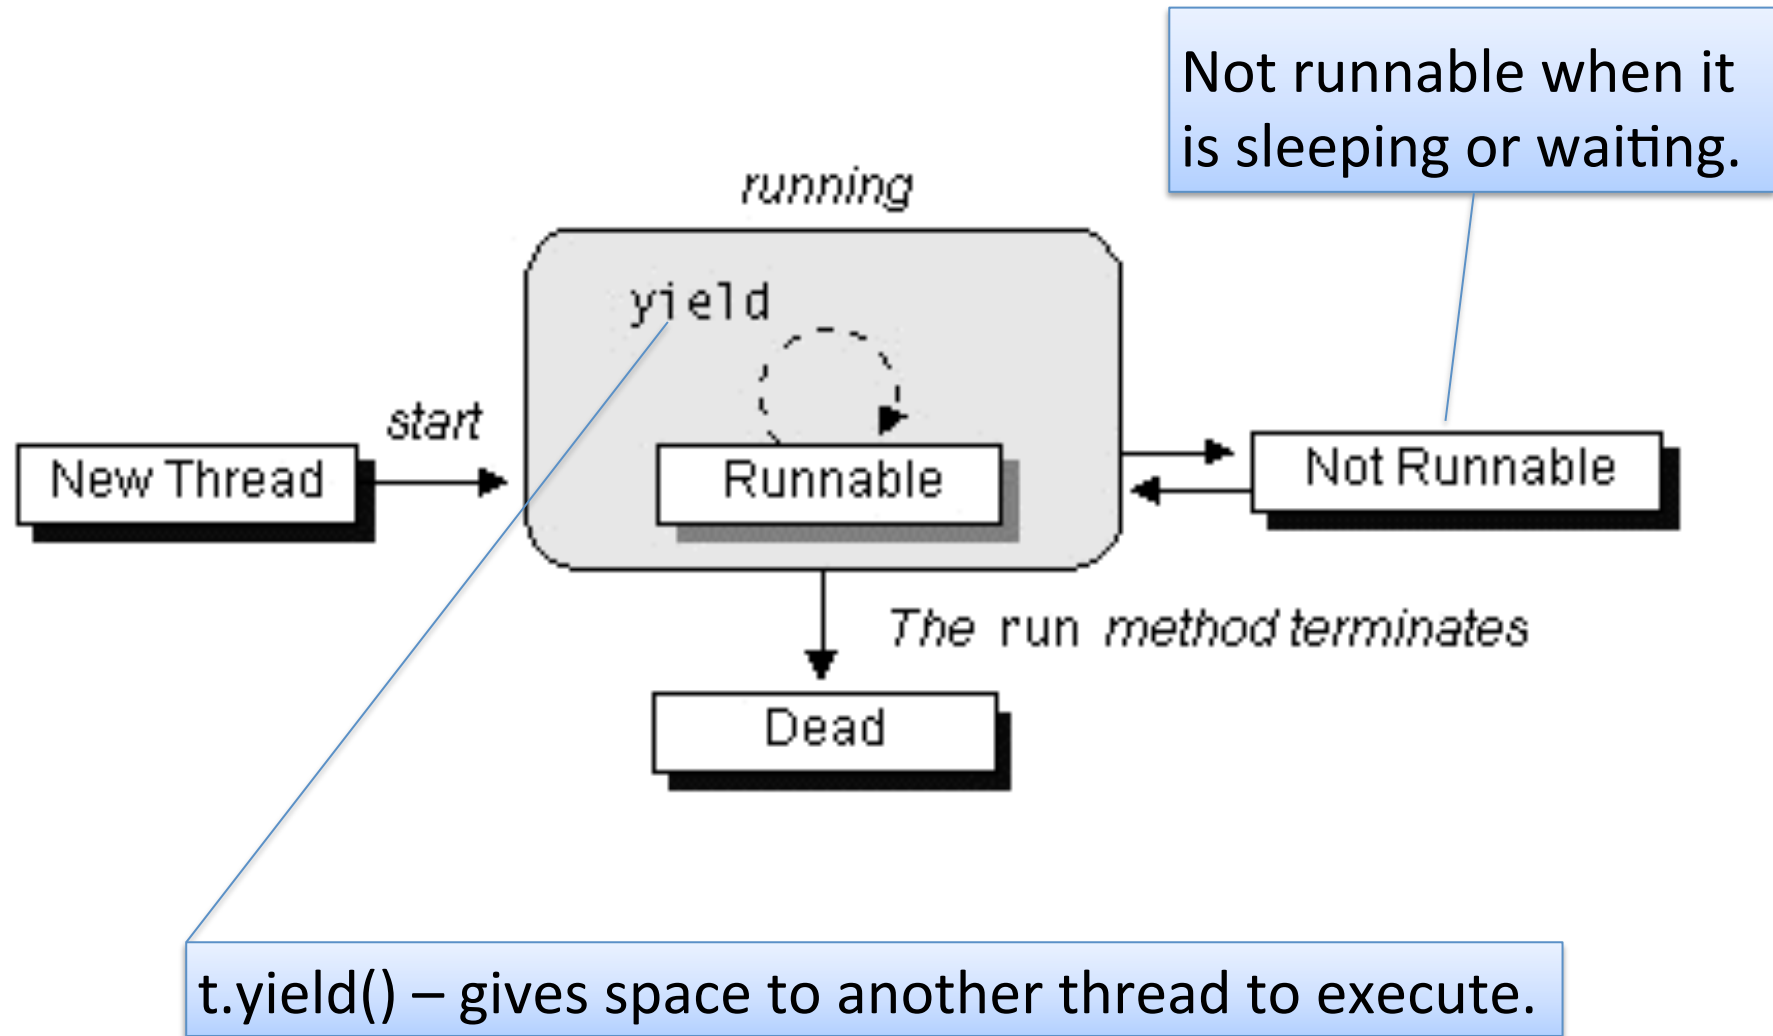 Not runnable when it
is sleeping or waiting.
running
yield
start
New Thread
Runnable
Not Runnable
The run method terminates
Dead
t.yield() – gives space to another thread to execute.